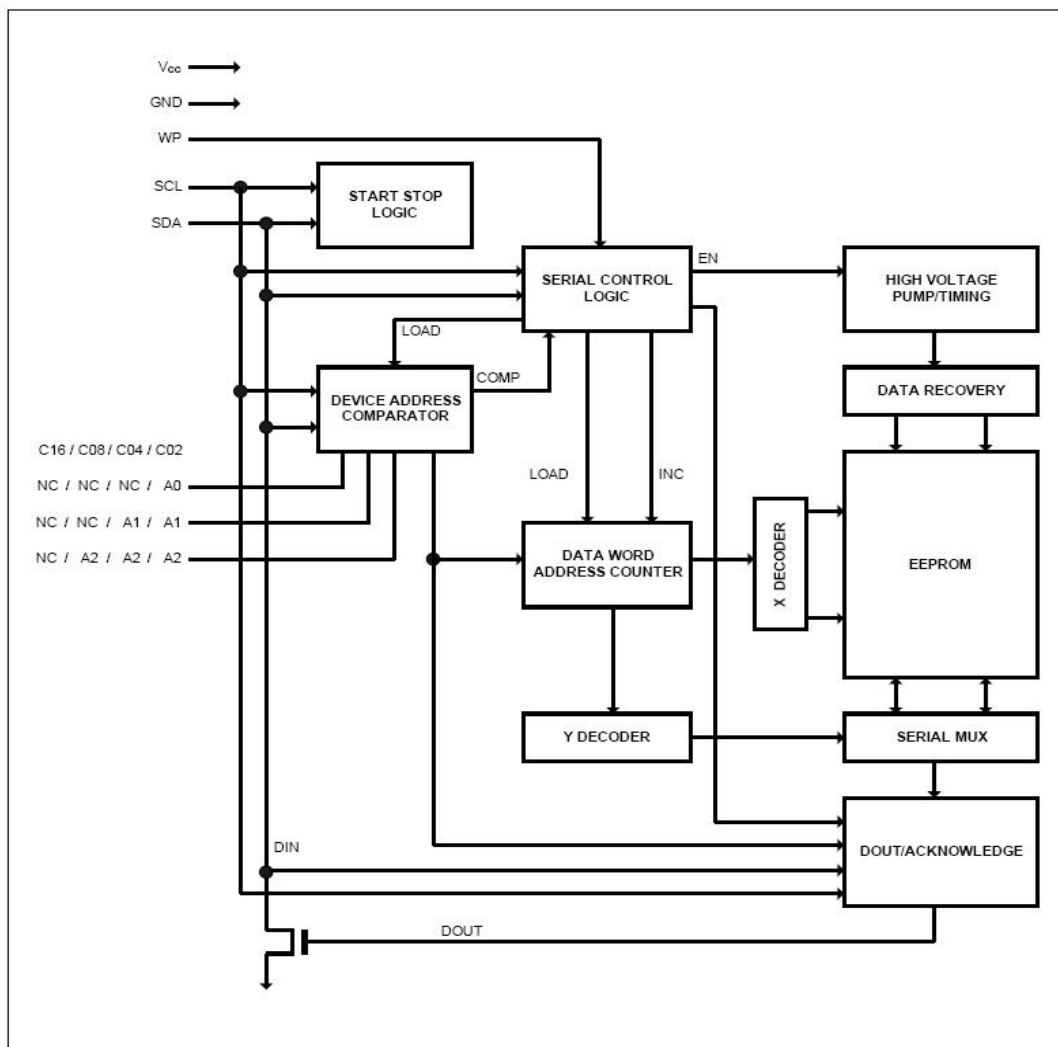 Vcc
GND
WP
SCL
SDA
START STOP
LOGIC
SERIAL CONTROL
LOGIC
EN
HIGH VOLTAGE
PUMP/TIMING
LOAD
COMP
DEVICE ADDRESS
COMPARATOR
DATA RECOVERY
C16 / C08 / C04 / C02
NC / NC / NC / A0
NC / NC / A1 / A1
NC / A2 / A2 / A2
LOAD
INC
DATA WORD
ADDRESS COUNTER
X DECODER
EEPROM
Y DECODER
SERIAL MUX
DIN
DOUT/ACKNOWLEDGE
DOUT